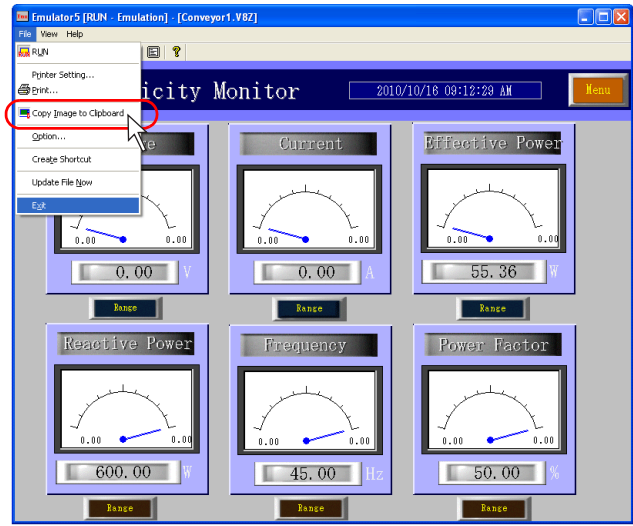 Emulator5 [RUN - Emulation] - [Conveyor1.V8Z]
File View Help
RUN
Printer Setting...
Print...
Copy Image to Clipboard
Option...
Create Shortcut
Update File Now
Exit
icity Monitor
2010/10/16 09:12:29 AM
Menu
Current
Effective Power
0.00 0.00
0.00 0.00
0.00 0.00
0.00 V
0.00 A
55.36 W
Range
Range
Range
Reactive Power
Frequency
Power Factor
0.00 0.00
0.00 0.00
0.00 0.00
600.00 W
45.00 Hz
50.00 %
Range
Range
Range